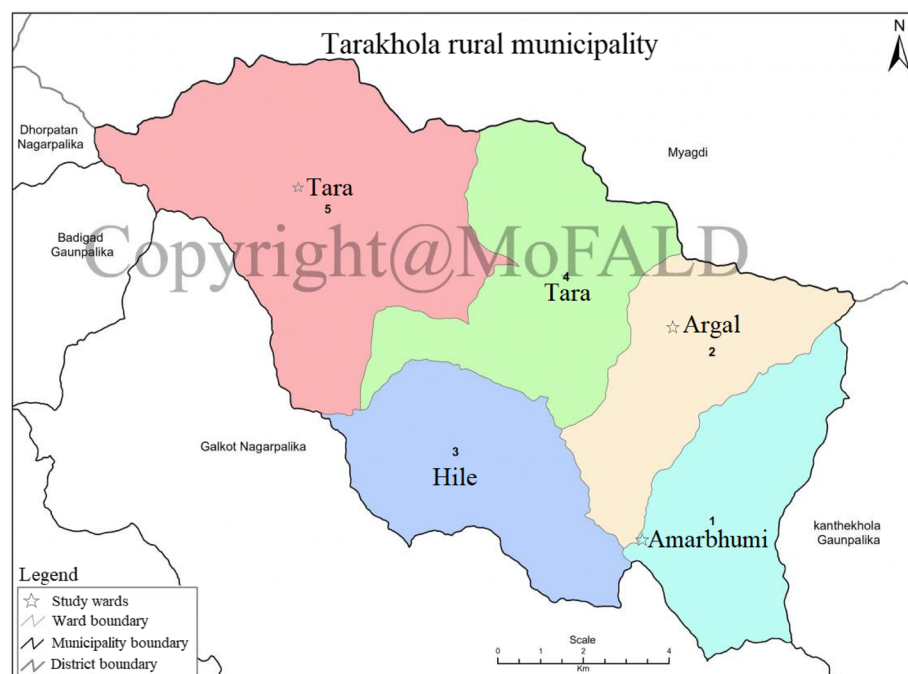 Tarakhola rural municipality
N
Dhorpatan
Nagarpalika
Myagdi
Tara
5
Badigad
Gaunpalika
Copyright@MoFALD
4
Tara
Argal
2
Galkot Nagarpalika
3
Hile
1
Amarbhumi
kanthekhola
Gaunpalika
Legend
Study wards
Ward boundary
Municipality boundary
District boundary
Scale
0 2 4
Km